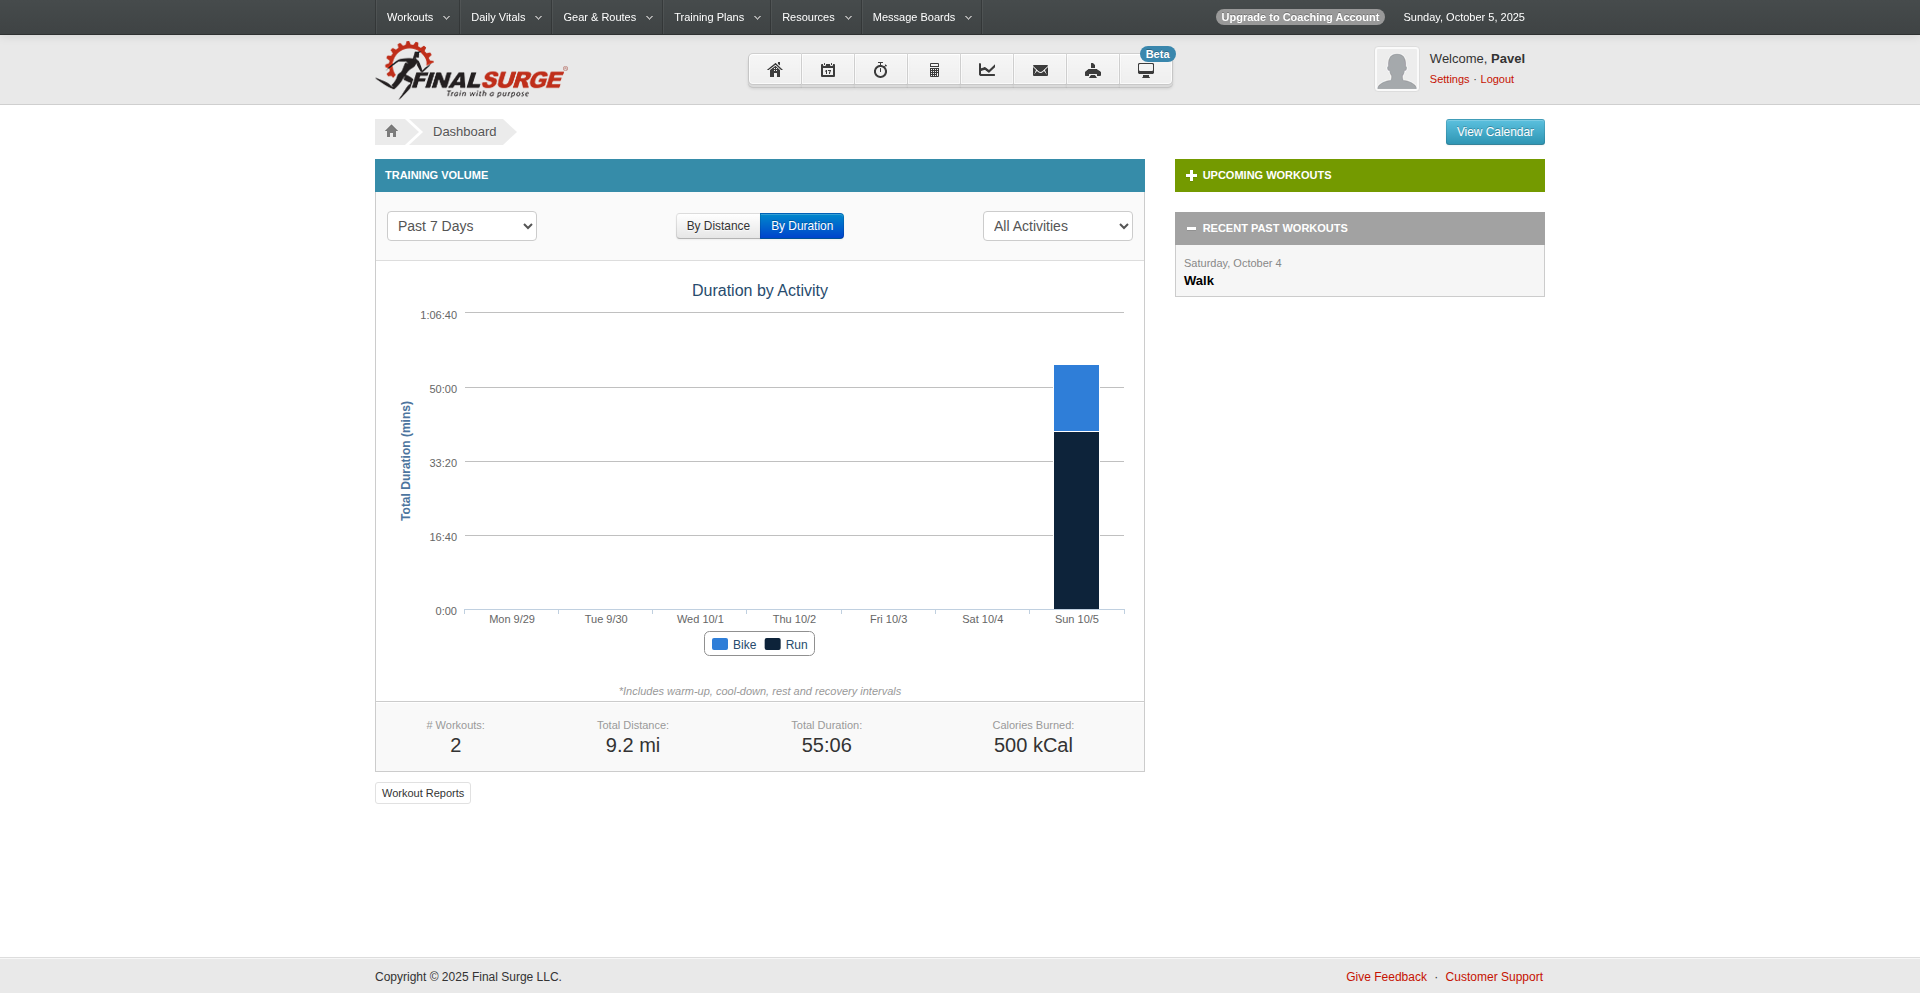 Workouts Daily Vitals Gear & Routes Training Plans Resources Message Boards Upgrade to Coaching Account Sunday, October 5, 2025
FINALSURGE®
Train with a purpose
17
Beta
Welcome, Pavel
Settings · Logout
Dashboard
View Calendar
TRAINING VOLUME
Past 7 Days By Distance By Duration All Activities
Duration by Activity
Total Duration (mins)
1:06:40
50:00
33:20
16:40
0:00
Mon 9/29 Tue 9/30 Wed 10/1 Thu 10/2 Fri 10/3 Sat 10/4 Sun 10/5
Bike Run
*Includes warm-up, cool-down, rest and recovery intervals
# Workouts: Total Distance: Total Duration: Calories Burned:
2 9.2 mi 55:06 500 kCal
Workout Reports
UPCOMING WORKOUTS
RECENT PAST WORKOUTS
Saturday, October 4
Walk
Copyright © 2025 Final Surge LLC.
Give Feedback · Customer Support